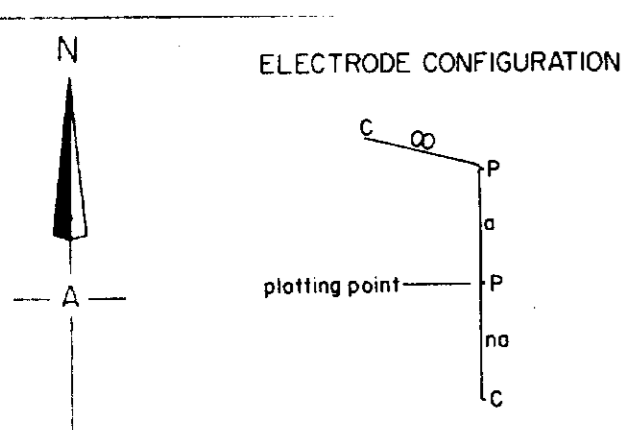 N
ELECTRODE CONFIGURATION
C ∞
P
a
plotting point P
A
na
C